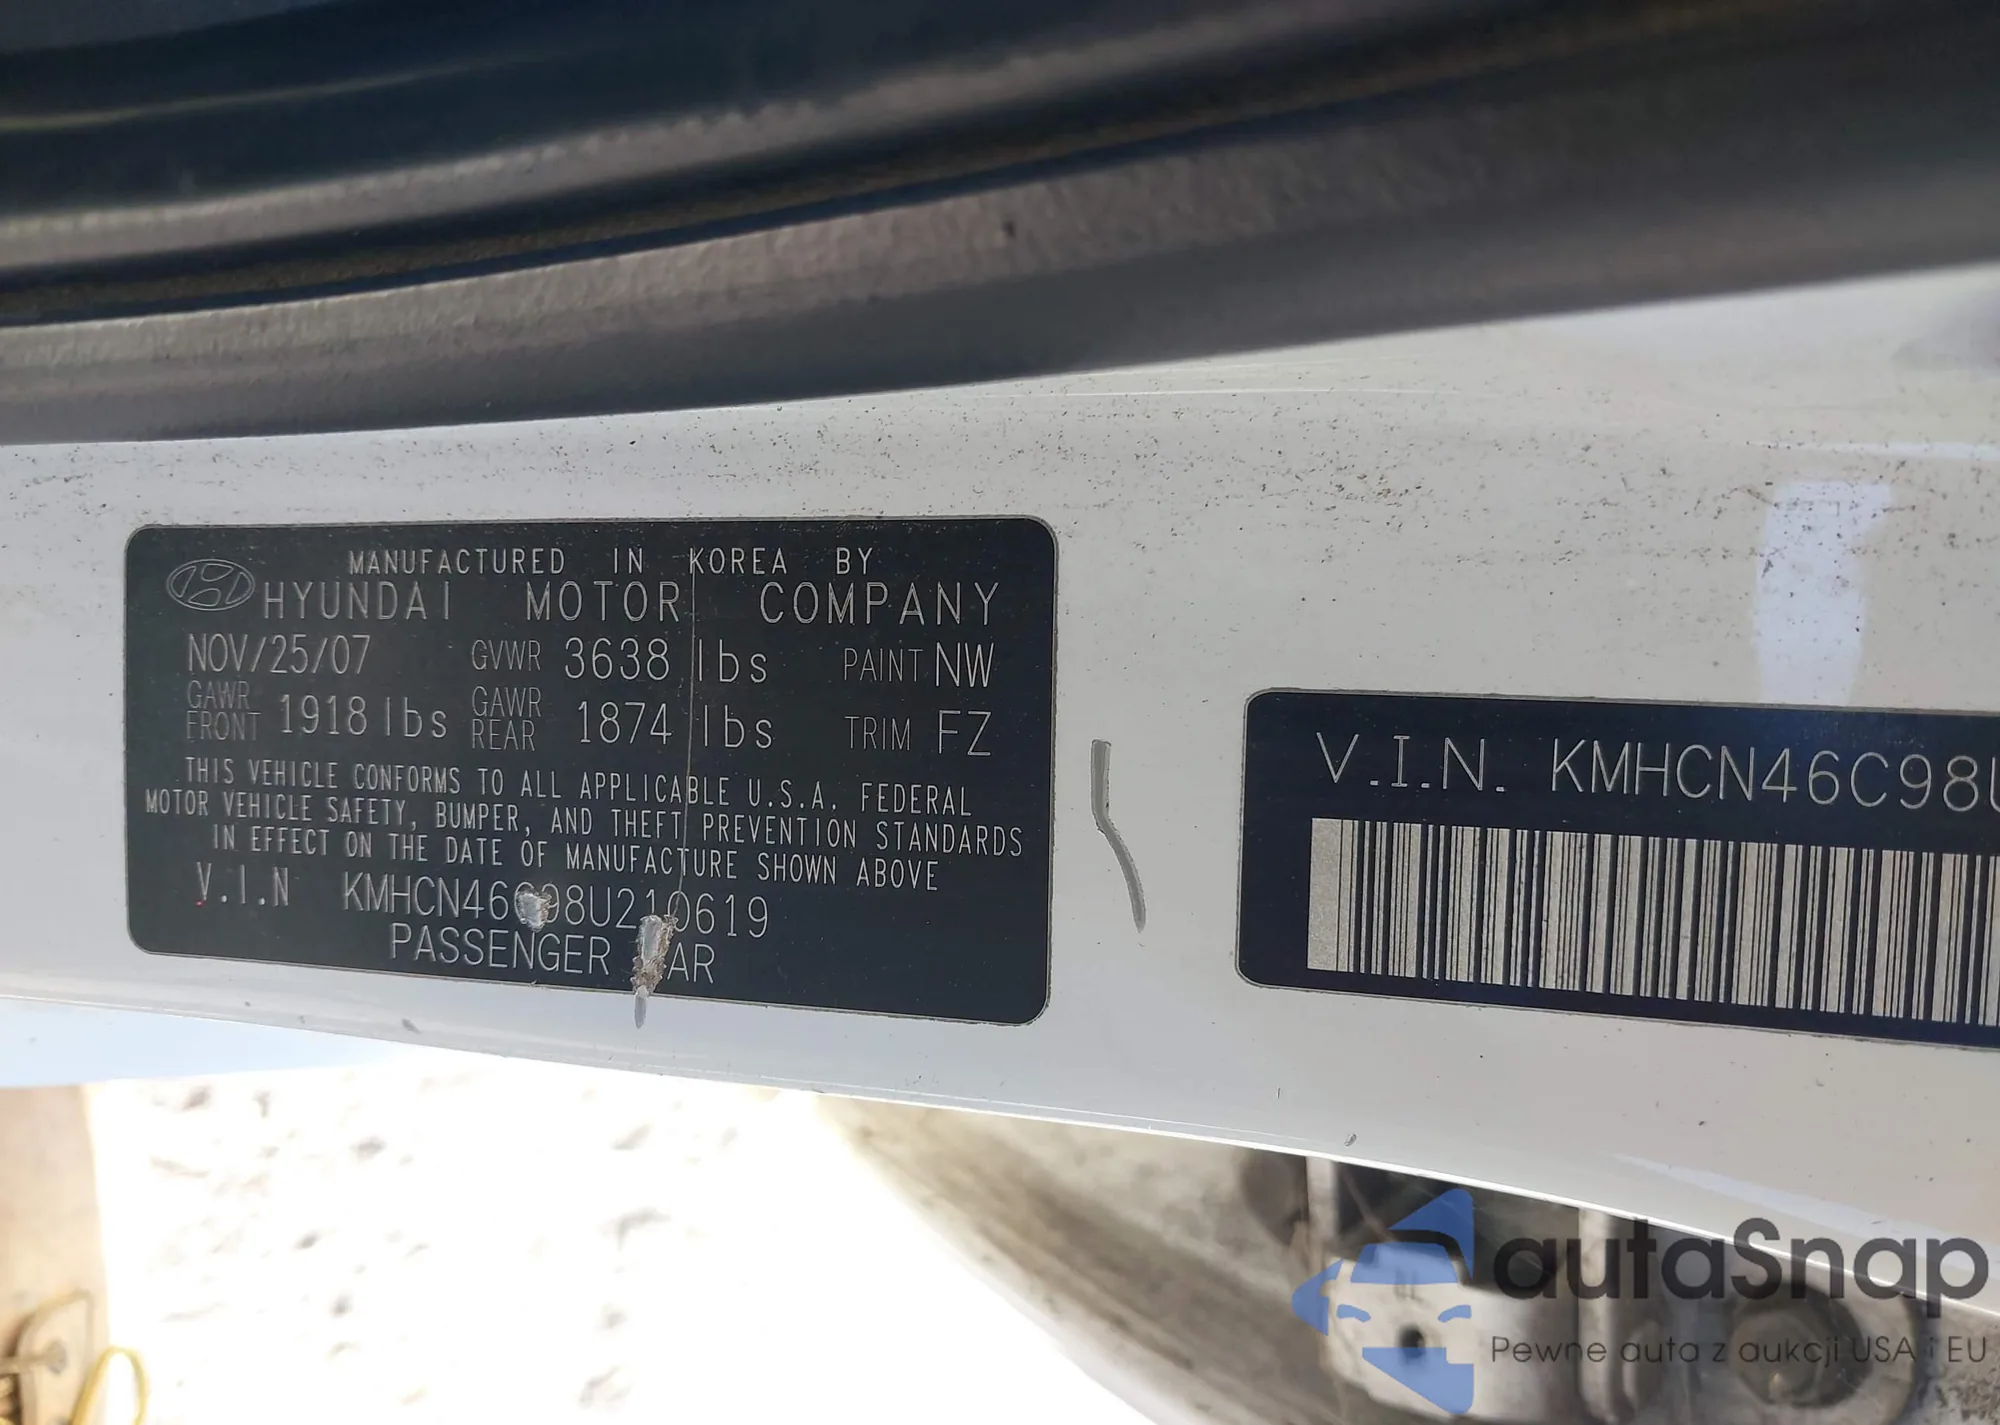 MANUFACTURED IN KOREA BY
HYUNDAI MOTOR COMPANY
NOV/25/07 GVWR 3638 lbs PAINT NW
GAWR FRONT 1918 lbs GAWR REAR 1874 lbs TRIM FZ
THIS VEHICLE CONFORMS TO ALL APPLICABLE U.S.A. FEDERAL
MOTOR VEHICLE SAFETY, BUMPER, AND THEFT PREVENTION STANDARDS
IN EFFECT ON THE DATE OF MANUFACTURE SHOWN ABOVE
V.I.N KMHCN46C98U210619
PASSENGER CAR
V.I.N. KMHCN46C98U
autaSnap
Pewne auta z aukcji USA i EU